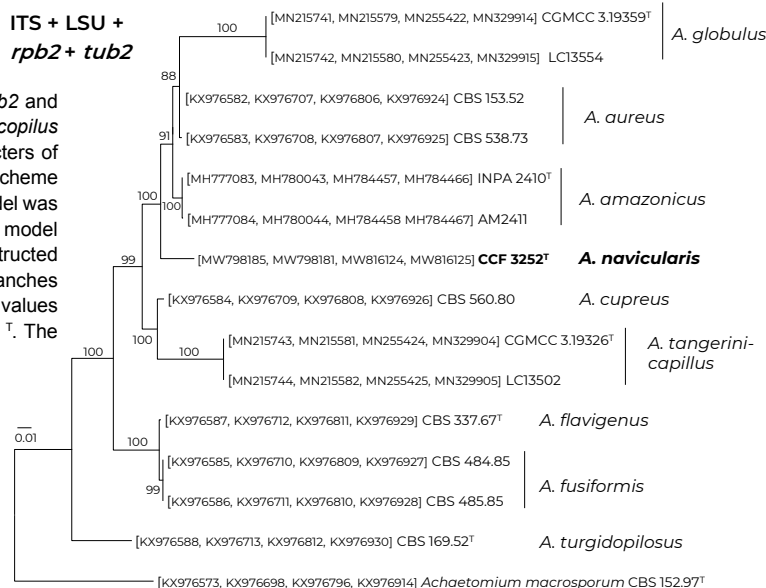 ITS + LSU +
rpb2 + tub2
b2 and
copilus
cters of
cheme
del was
model
tructed
anches
values
ᵀ. The
[MN215741, MN215579, MN255422, MN329914] CGMCC 3.19359ᵀ
A. globulus
[MN215742, MN215580, MN255423, MN329915] LC13554
100
88
[KX976582, KX976707, KX976806, KX976924] CBS 153.52
A. aureus
[KX976583, KX976708, KX976807, KX976925] CBS 538.73
91
[MH777083, MH780043, MH784457, MH784466] INPA 2410ᵀ
A. amazonicus
100
[MH777084, MH780044, MH784458 MH784467] AM2411
100
[MW798185, MW798181, MW816124, MW816125] CCF 3252ᵀ
A. navicularis
99
[KX976584, KX976709, KX976808, KX976926] CBS 560.80
A. cupreus
100
[MN215743, MN215581, MN255424, MN329904] CGMCC 3.19326ᵀ
A. tangerini-
capillus
100
[MN215744, MN215582, MN255425, MN329905] LC13502
100
[KX976587, KX976712, KX976811, KX976929] CBS 337.67ᵀ
A. flavigenus
0.01
100
[KX976585, KX976710, KX976809, KX976927] CBS 484.85
A. fusiformis
99
[KX976586, KX976711, KX976810, KX976928] CBS 485.85
[KX976588, KX976713, KX976812, KX976930] CBS 169.52ᵀ
A. turgidopilosus
[KX976573, KX976698, KX976796, KX976914] Achaetomium macrosporum CBS 152.97ᵀ